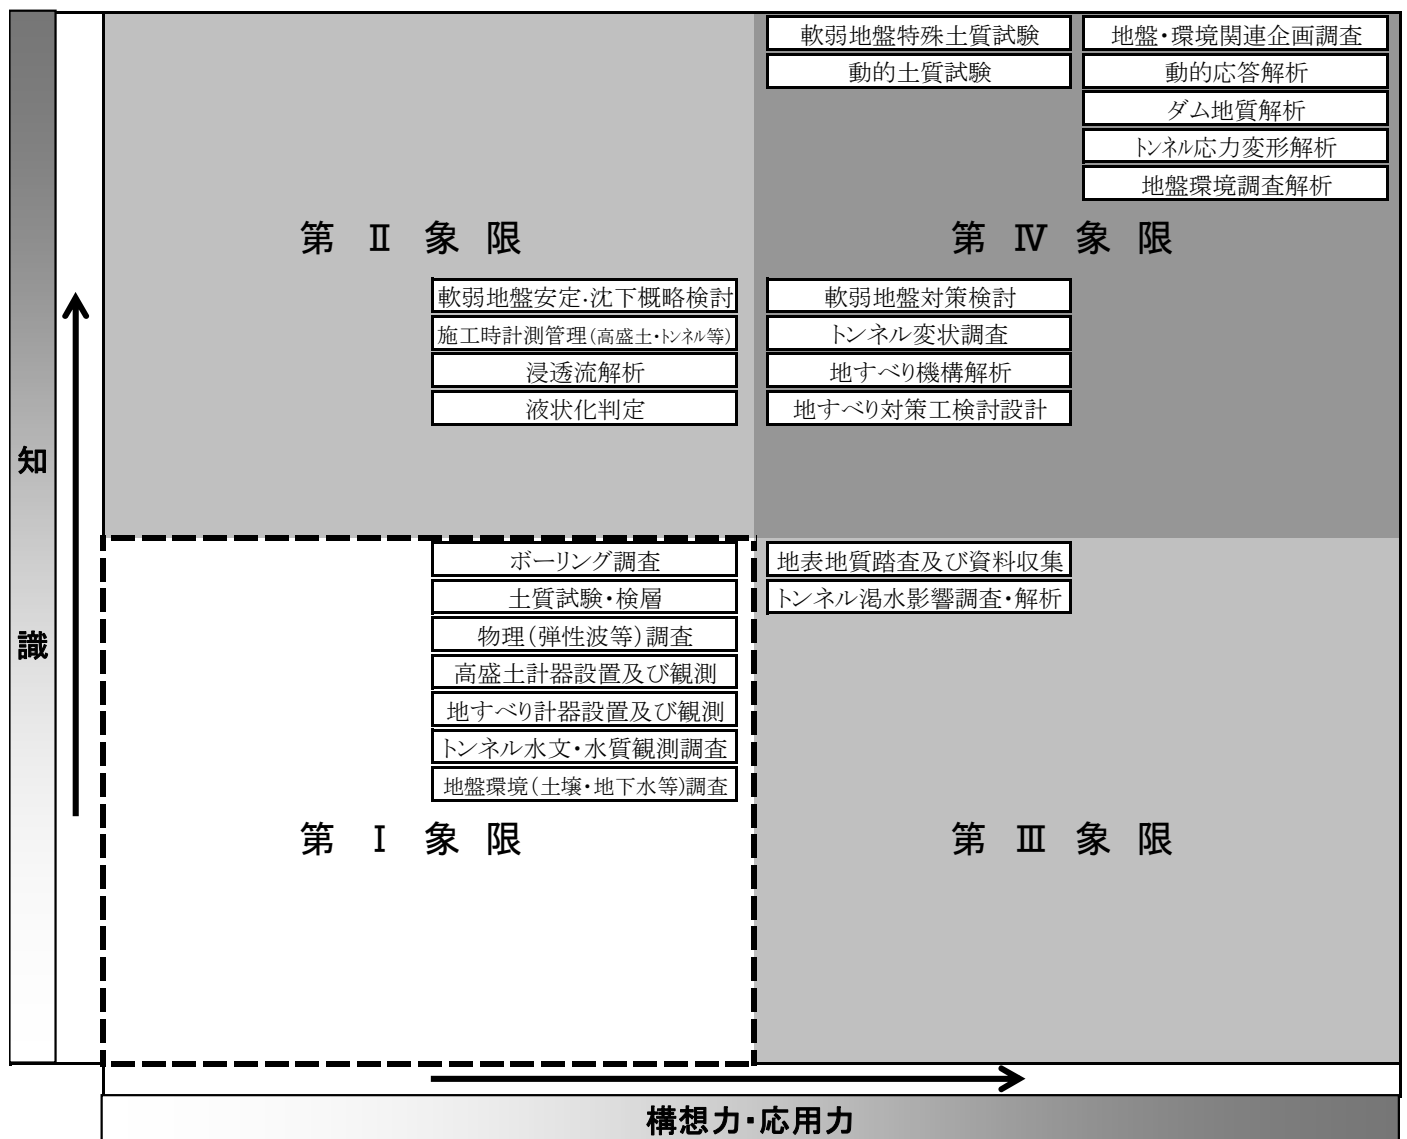 軟弱地盤特殊土質試験
地盤・環境関連企画調査
動的土質試験
動的応答解析
ダム地質解析
トンネル応力変形解析
地盤環境調査解析
第 Ⅱ 象 限
第 Ⅳ 象 限
軟弱地盤安定・沈下概略検討
軟弱地盤対策検討
施工時計測管理(高盛土・トンネル等)
トンネル変状調査
浸透流解析
地すべり機構解析
液状化判定
地すべり対策工検討設計
知
識
ボーリング調査
地表地質踏査及び資料収集
土質試験・検層
トンネル渇水影響調査・解析
物理(弾性波等)調査
高盛土計器設置及び観測
地すべり計器設置及び観測
トンネル水文・水質観測調査
地盤環境(土壌・地下水等)調査
第 Ⅰ 象 限
第 Ⅲ 象 限
構想力・応用力